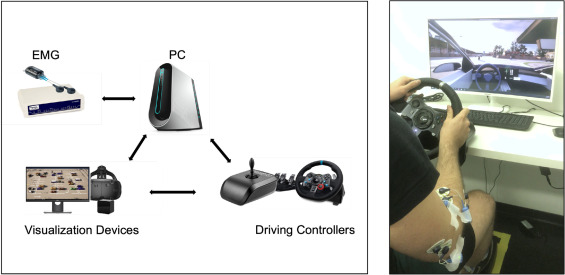 EMG
PC
Visualization Devices
Driving Controllers